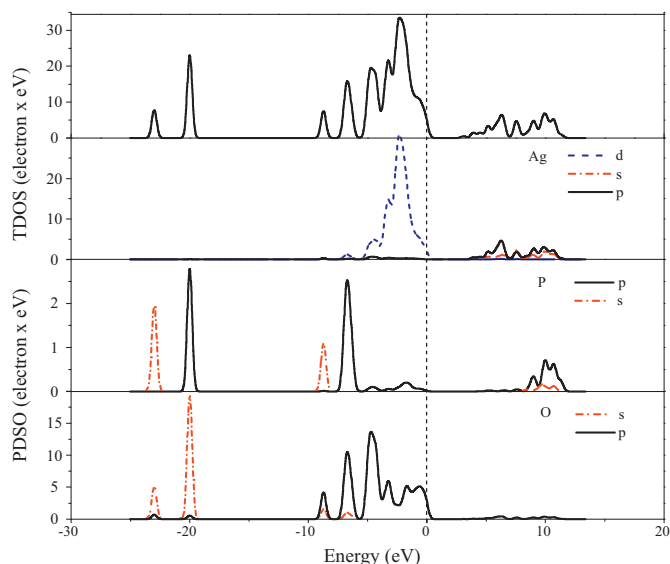 30
20
10
0
TDOS (electron x eV)
Ag
d
s
p
20
10
0
P
p
s
2
1
0
PDSO (electron x eV)
O
s
p
15
10
5
0
-30 -20 -10 0 10 20
Energy (eV)